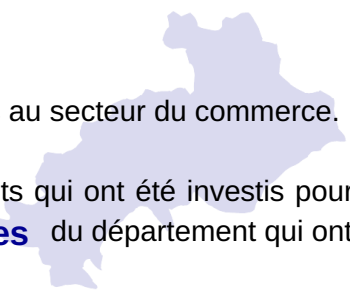 au secteur du commerce.
ts qui ont été investis pour
es du département qui ont